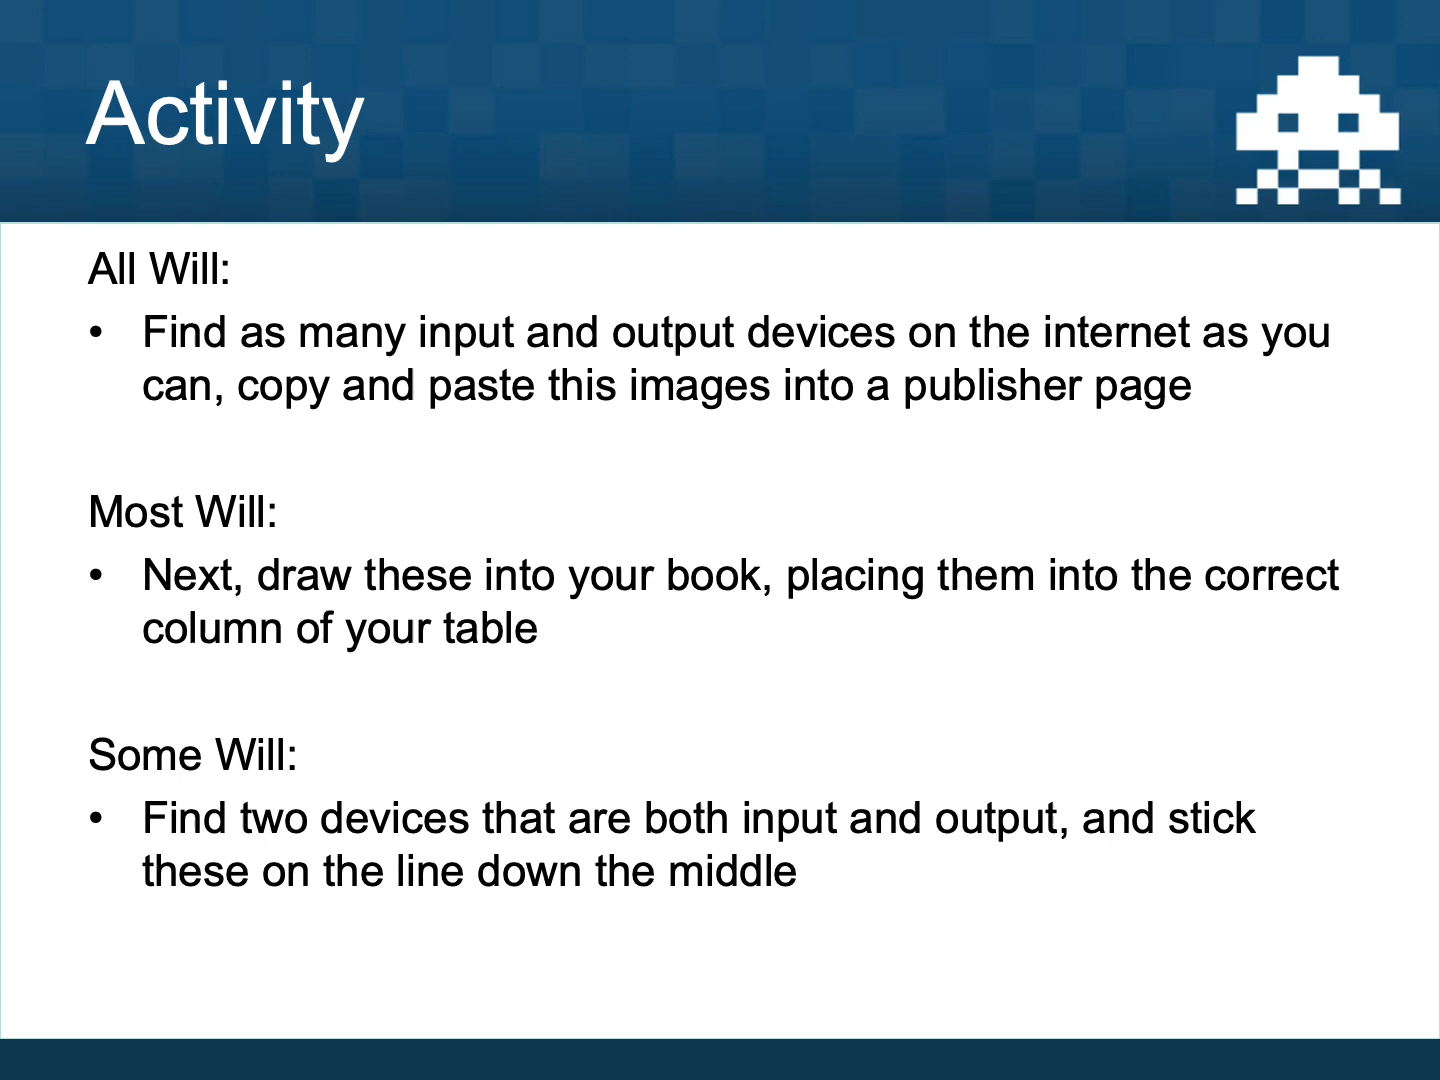 Activity
All Will:
• Find as many input and output devices on the internet as you
can, copy and paste this images into a publisher page
Most Will:
• Next, draw these into your book, placing them into the correct
column of your table
Some Will:
• Find two devices that are both input and output, and stick
these on the line down the middle